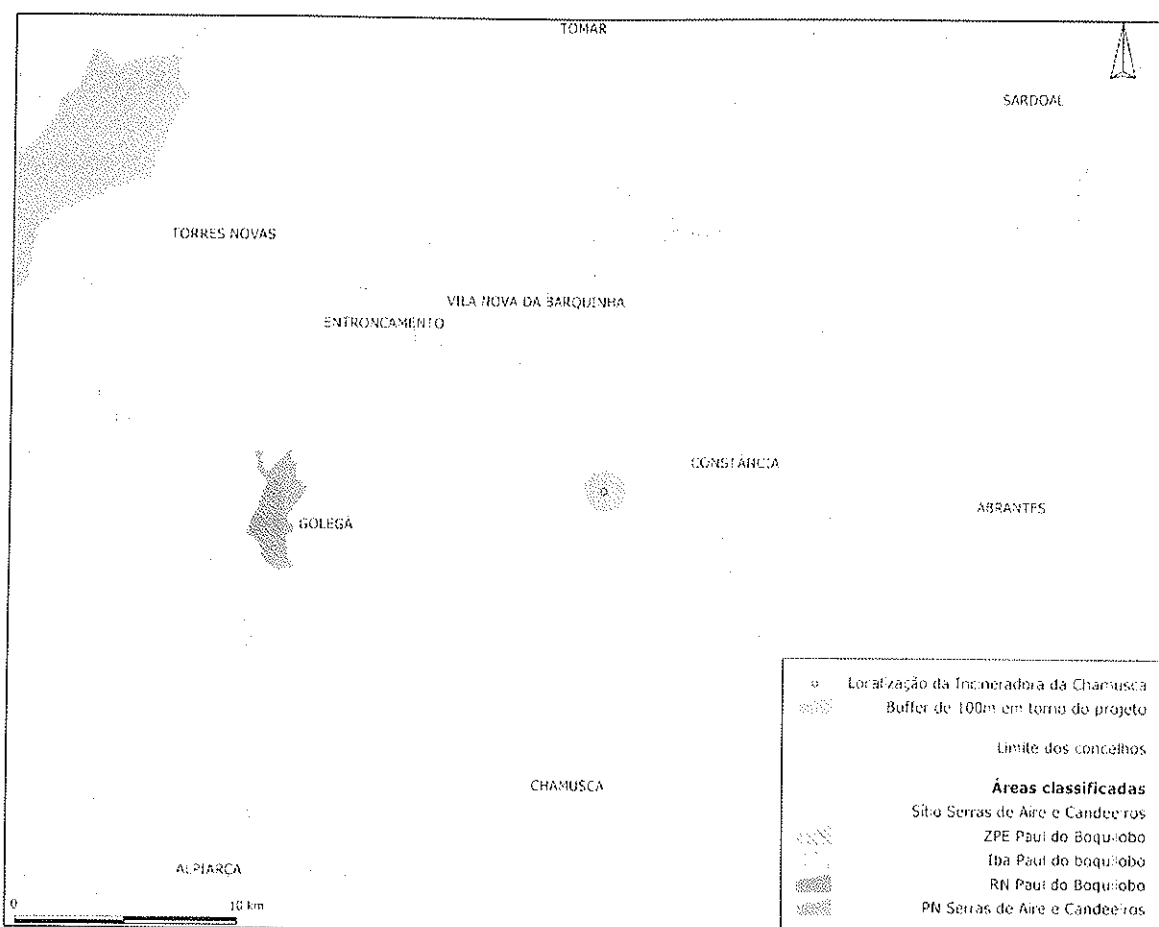 TOMAR
SARDOAL
TORRES NOVAS
VILA NOVA DA BARQUINHA
ENTRONCAMENTO
CONSTÂNCIA
ABRANTES
GOLEGÃ
CHAMUSCA
ALPIARÇA
0 10 km
Localização da Incineradora da Chamusca
Buffer de 100m em torno do projeto
Limite dos concelhos
Áreas classificadas
Sítio Serras de Aire e Candeeiros
ZPE Paul do Boquilobo
Iba Paul do boquilobo
RN Paul do Boquilobo
PN Serras de Aire e Candeeiros